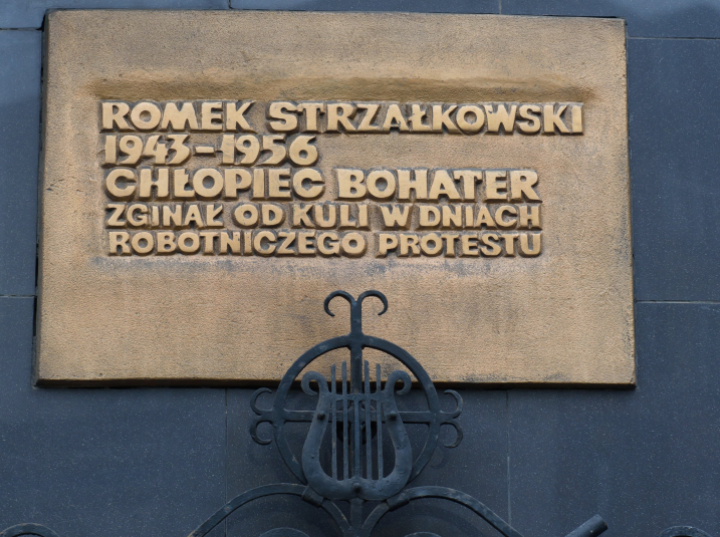 ROMEK STRZAŁKOWSKI
1943-1956
CHŁOPIEC BOHATER
ZGINĄŁ OD KULI W DNIACH
ROBOTNICZEGO PROTESTU